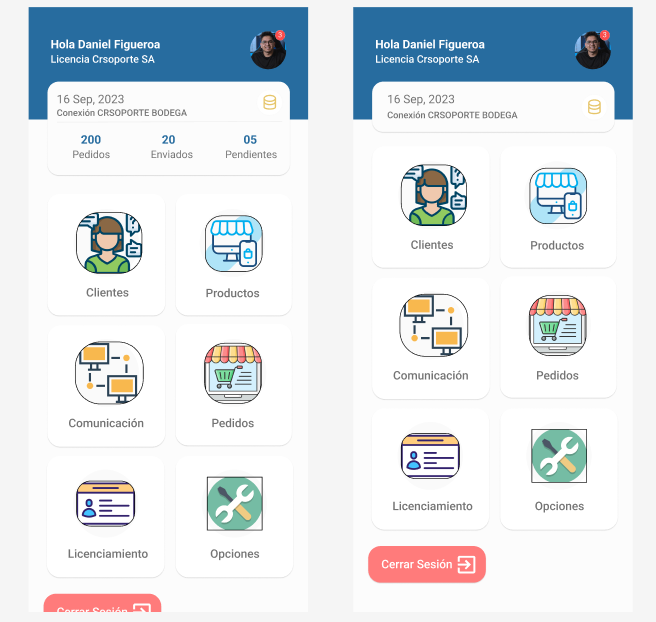 Hola Daniel Figueroa
Licencia Crsoporte SA
3
16 Sep, 2023
Conexión CRSOPORTE BODEGA
200 20 05
Pedidos Enviados Pendientes
Clientes Productos
Comunicación Pedidos
Licenciamiento Opciones
Cerrar Sesión
Hola Daniel Figueroa
Licencia Crsoporte SA
3
16 Sep, 2023
Conexión CRSOPORTE BODEGA
Clientes Productos
Comunicación Pedidos
Licenciamiento Opciones
Cerrar Sesión